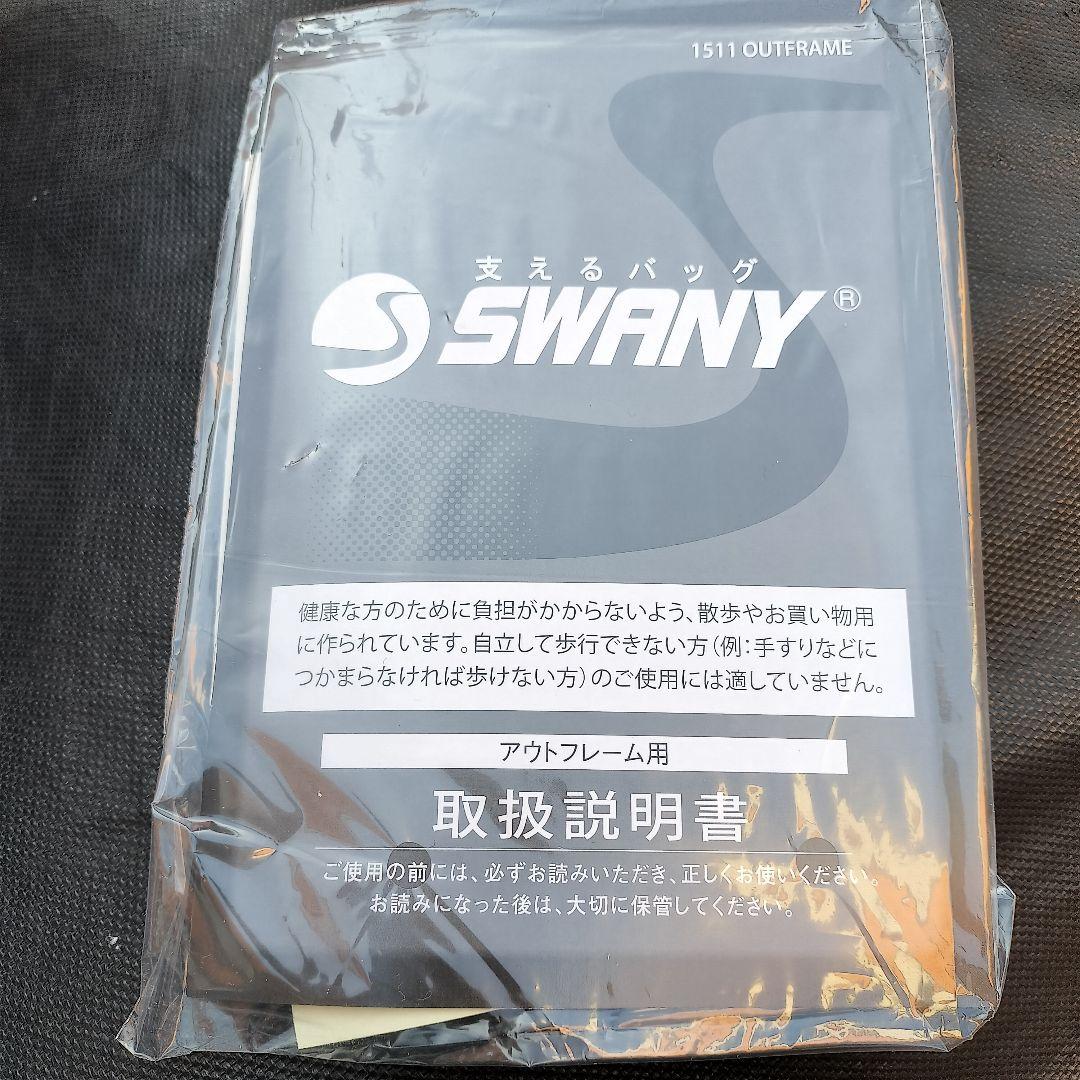 1511 OUTFRAME
支えるバッグ
SWANY®
健康な方のために負担がかからないよう、散歩やお買い物用
に作られています。自立して歩行できない方(例:手すりなどに
つかまらなければ歩けない方)のご使用には適していません。
アウトフレーム用
取扱説明書
ご使用の前には、必ずお読みいただき、正しくお使いください。
お読みになった後は、大切に保管してください。